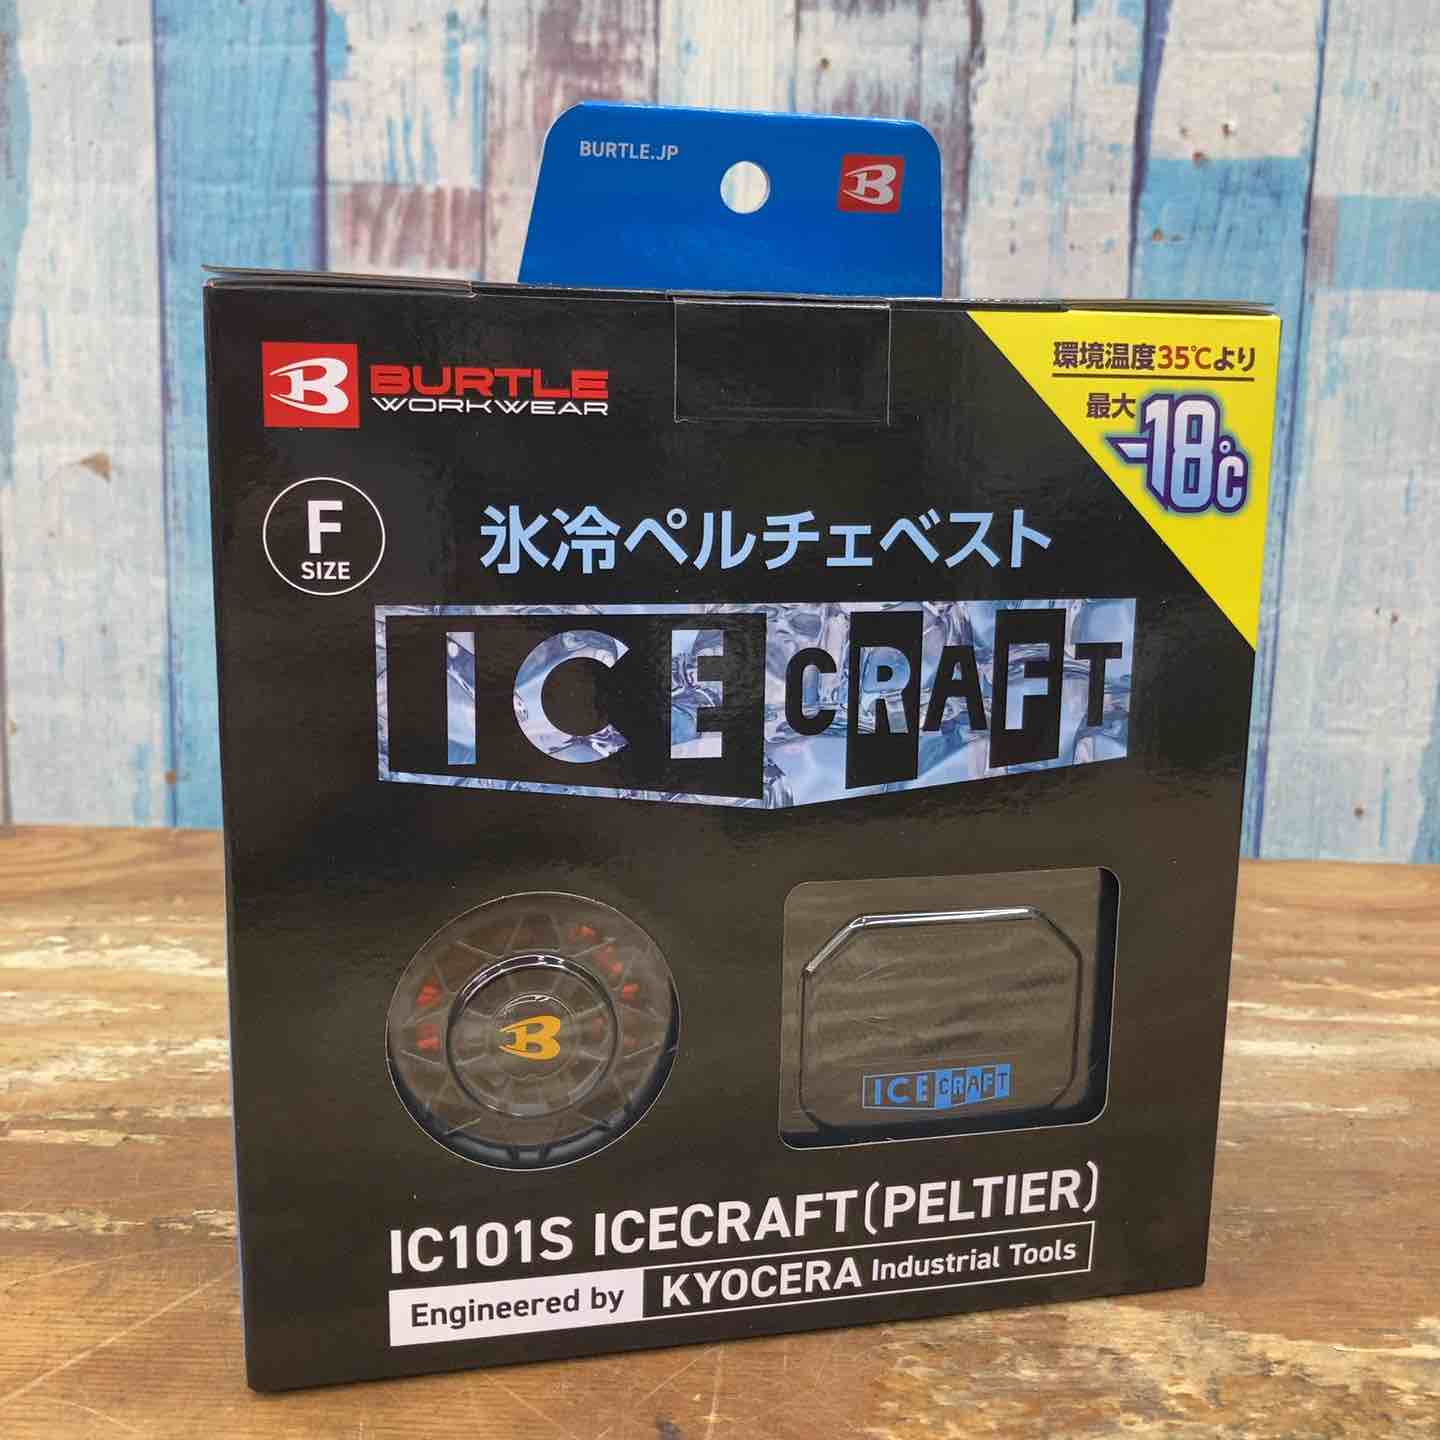 BURTLE.JP
B
B BURTLE
WORKWEAR
環境温度35℃より
最大 -18℃
F
SIZE
氷冷ペルチェベスト
ICE CRAFT
B
ICE CRAFT
IC101S ICECRAFT(PELTIER)
Engineered by KYOCERA Industrial Tools